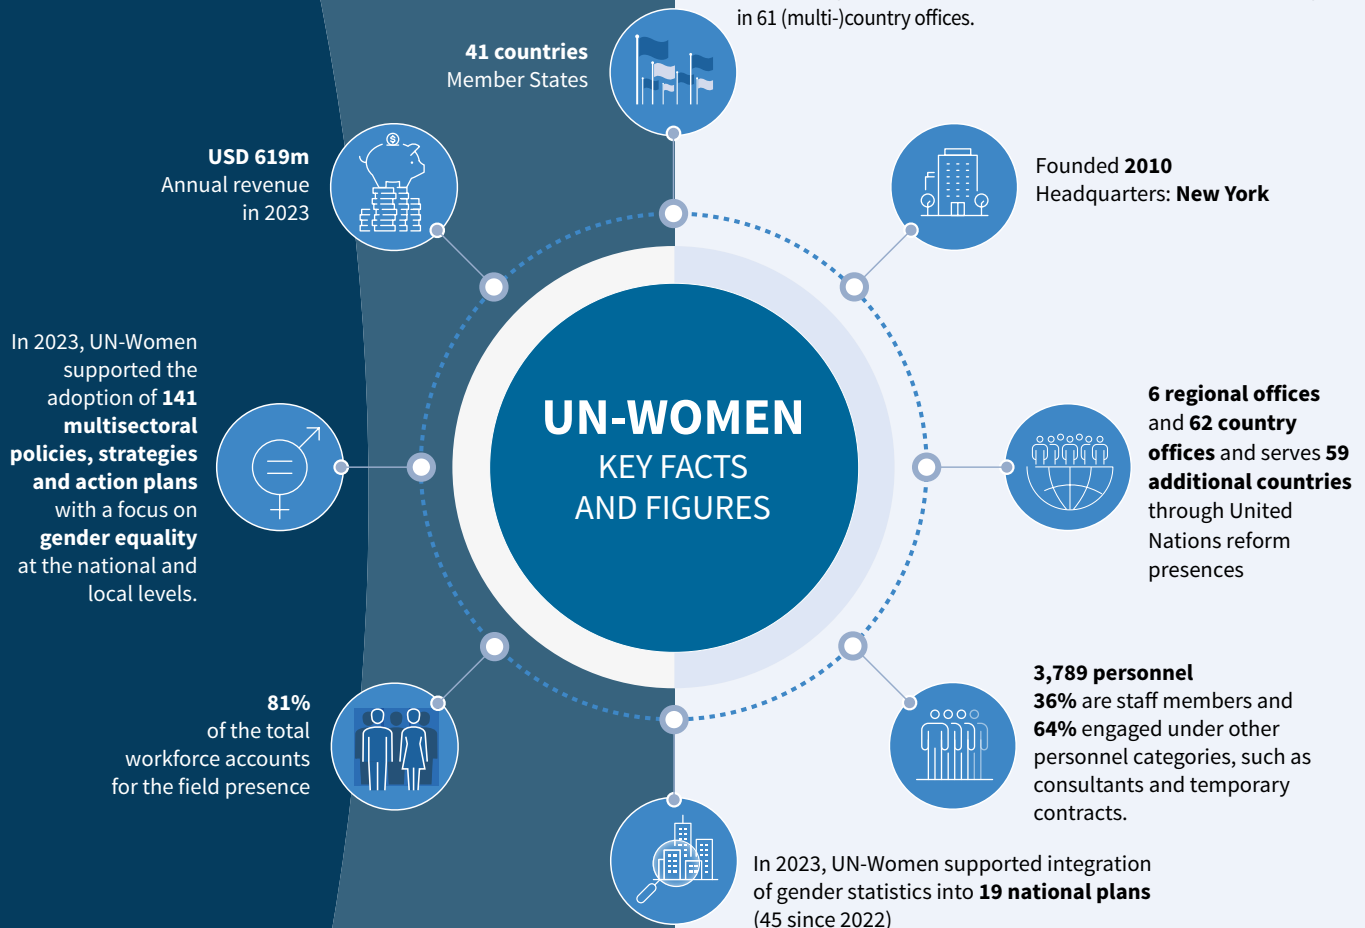 in 61 (multi-)country offices.
41 countries
Member States
USD 619m
Annual revenue
in 2023
Founded 2010
Headquarters: New York
In 2023, UN-Women
supported the
adoption of 141
multisectoral
policies, strategies
and action plans
with a focus on
gender equality
at the national and
local levels.
UN-WOMEN
KEY FACTS
AND FIGURES
6 regional offices
and 62 country
offices and serves 59
additional countries
through United
Nations reform
presences
81%
of the total
workforce accounts
for the field presence
3,789 personnel
36% are staff members and
64% engaged under other
personnel categories, such as
consultants and temporary
contracts.
In 2023, UN-Women supported integration
of gender statistics into 19 national plans
(45 since 2022)